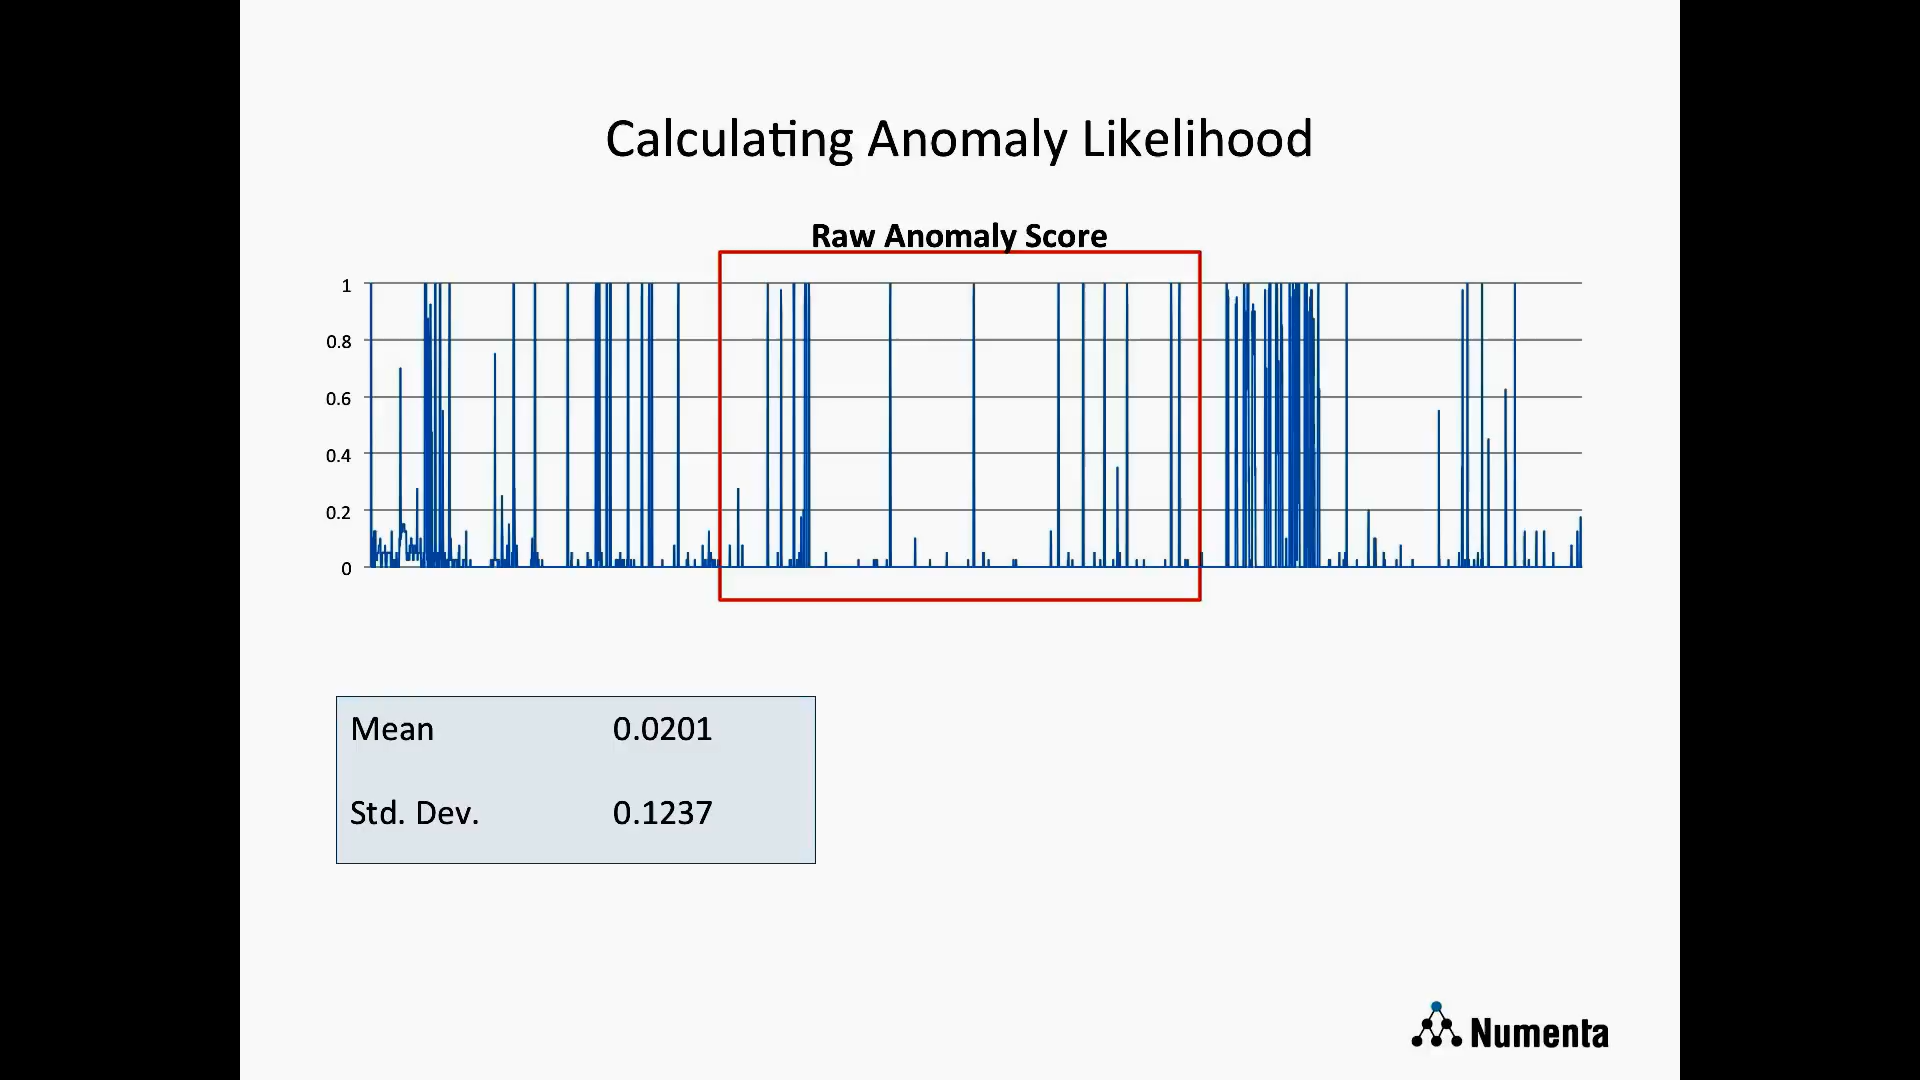 Calculating Anomaly Likelihood
Raw Anomaly Score
1
0.8
0.6
0.4
0.2
0
Mean 0.0201
Std. Dev. 0.1237
Numenta